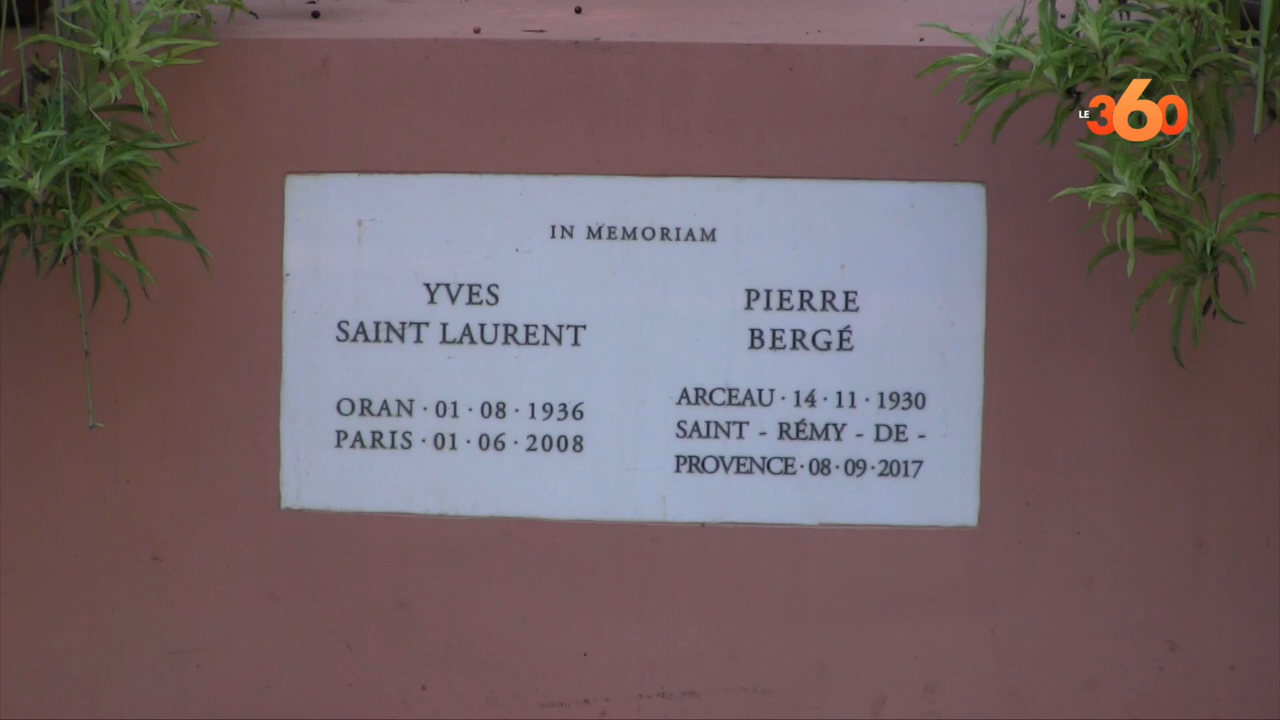 LE 360
IN MEMORIAM
YVES
SAINT LAURENT
ORAN · 01 · 08 · 1936
PARIS · 01 · 06 · 2008
PIERRE
BERGÉ
ARCEAU · 14 · 11 · 1930
SAINT - RÉMY - DE -
PROVENCE · 08 · 09 · 2017